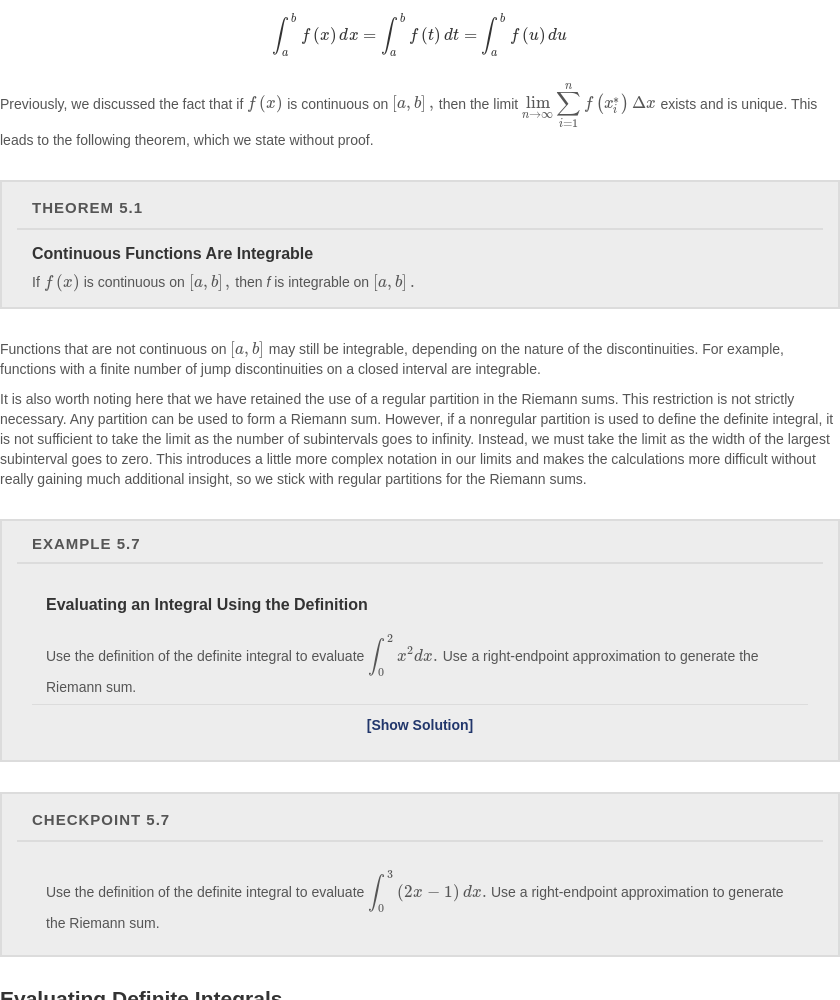 ∫_a^b f(x) dx = ∫_a^b f(t) dt = ∫_a^b f(u) du
Previously, we discussed the fact that if f(x) is continuous on [a, b], then the limit lim_{n→∞} ∑_{i=1}^n f(x_i^*) Δx exists and is unique. This
leads to the following theorem, which we state without proof.
THEOREM 5.1
Continuous Functions Are Integrable
If f(x) is continuous on [a, b], then f is integrable on [a, b].
Functions that are not continuous on [a, b] may still be integrable, depending on the nature of the discontinuities. For example,
functions with a finite number of jump discontinuities on a closed interval are integrable.
It is also worth noting here that we have retained the use of a regular partition in the Riemann sums. This restriction is not strictly
necessary. Any partition can be used to form a Riemann sum. However, if a nonregular partition is used to define the definite integral, it
is not sufficient to take the limit as the number of subintervals goes to infinity. Instead, we must take the limit as the width of the largest
subinterval goes to zero. This introduces a little more complex notation in our limits and makes the calculations more difficult without
really gaining much additional insight, so we stick with regular partitions for the Riemann sums.
EXAMPLE 5.7
Evaluating an Integral Using the Definition
Use the definition of the definite integral to evaluate ∫_0^2 x^2 dx. Use a right-endpoint approximation to generate the
Riemann sum.
[Show Solution]
CHECKPOINT 5.7
Use the definition of the definite integral to evaluate ∫_0^3 (2x − 1) dx. Use a right-endpoint approximation to generate
the Riemann sum.
Evaluating Definite Integrals